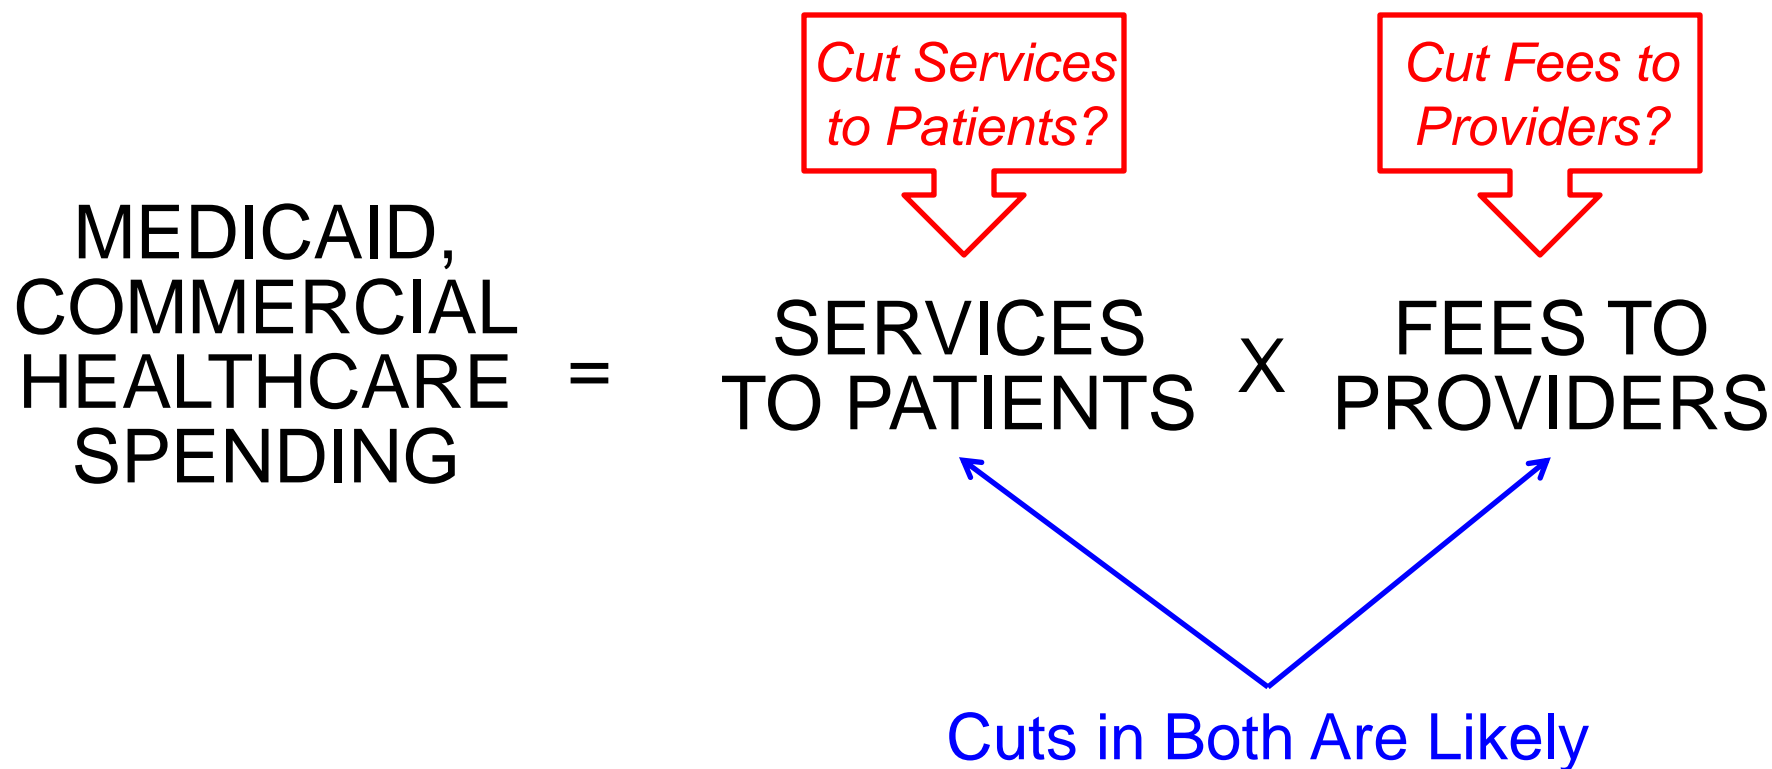 Cut Services
to Patients?
Cut Fees to
Providers?
MEDICAID,
COMMERCIAL
HEALTHCARE
SPENDING
=
SERVICES
TO PATIENTS
X
FEES TO
PROVIDERS
Cuts in Both Are Likely